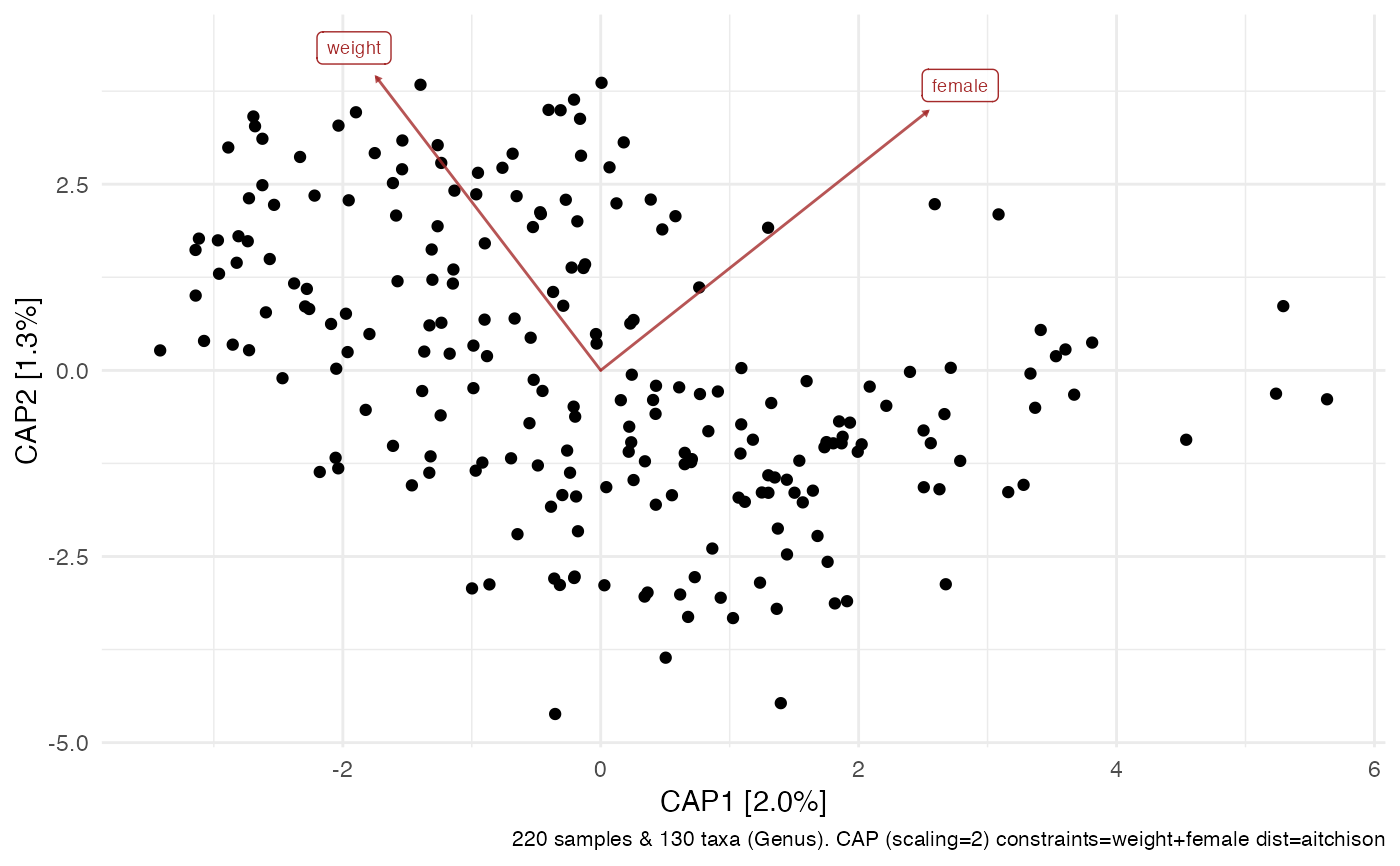 weight
female
2.5
0.0
-2.5
-5.0
CAP2 [1.3%]
-2
0
2
4
6
CAP1 [2.0%]
220 samples & 130 taxa (Genus). CAP (scaling=2) constraints=weight+female dist=aitchison